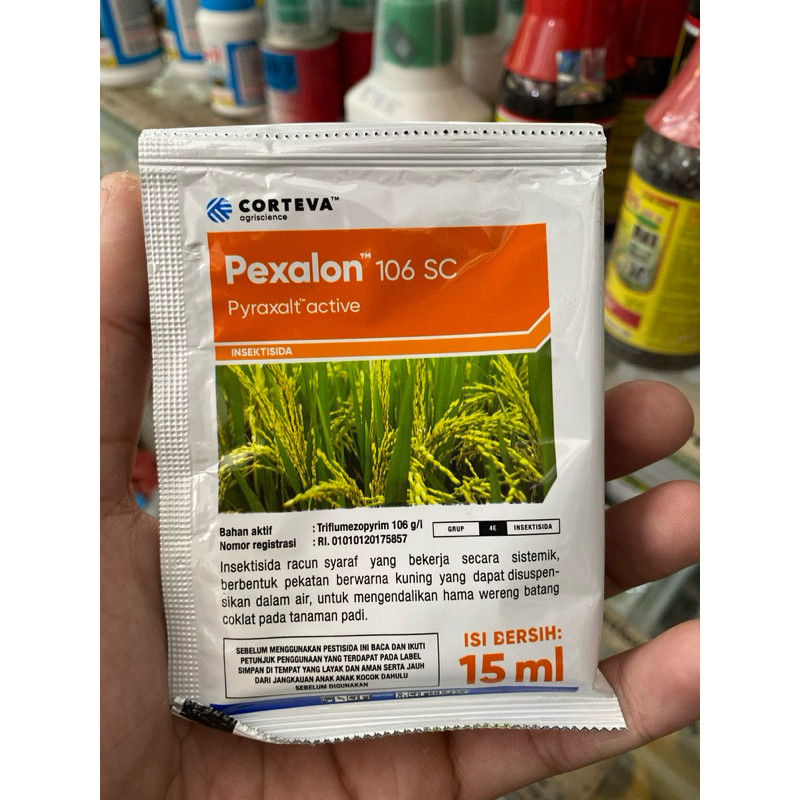 CORTEVA™
agriscience
Pexalon™ 106 SC
Pyraxalt™ active
INSEKTISIDA
Bahan aktif : Triflumezopyrim 106 g/l
Nomor registrasi : RI. 01010120175857
GRUP 4E INSEKTISIDA
Insektisida racun syaraf yang bekerja secara sistemik,
berbentuk pekatan berwarna kuning yang dapat disuspen-
sikan dalam air, untuk mengendalikan hama wereng batang
coklat pada tanaman padi.
SEBELUM MENGGUNAKAN PESTISIDA INI BACA DAN IKUTI
PETUNJUK PENGGUNAAN YANG TERDAPAT PADA LABEL
SIMPAN DI TEMPAT YANG LAYAK DAN AMAN SERTA JAUH
DARI JANGKAUAN ANAK ANAK KOCOK DAHULU
SEBELUM DIGUNAKAN
ISI BERSIH:
15 ml